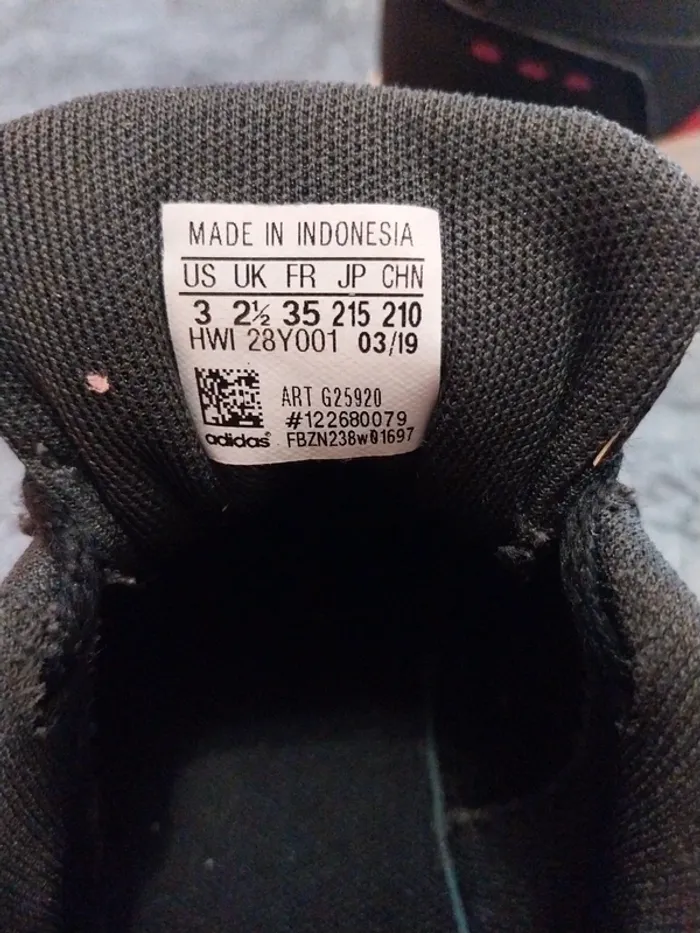 MADE IN INDONESIA
US UK FR JP CHN
3 2½ 35 215 210
HWI 28Y001 03/19
ART G25920
#122680079
adidas FBZN238w01697